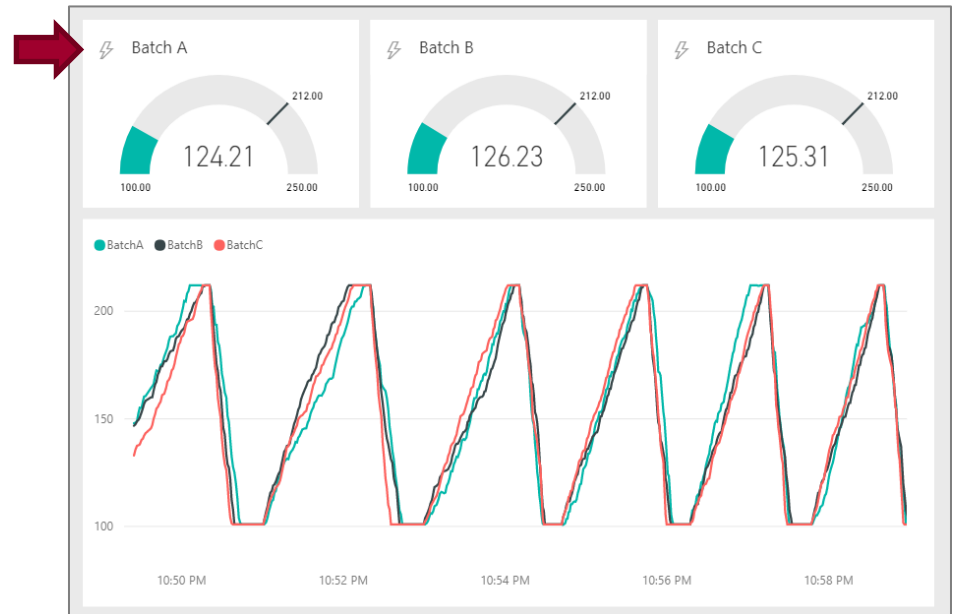 Batch A
212.00
124.21
100.00 250.00
Batch B
212.00
126.23
100.00 250.00
Batch C
212.00
125.31
100.00 250.00
BatchA BatchB BatchC
200
150
100
10:50 PM 10:52 PM 10:54 PM 10:56 PM 10:58 PM